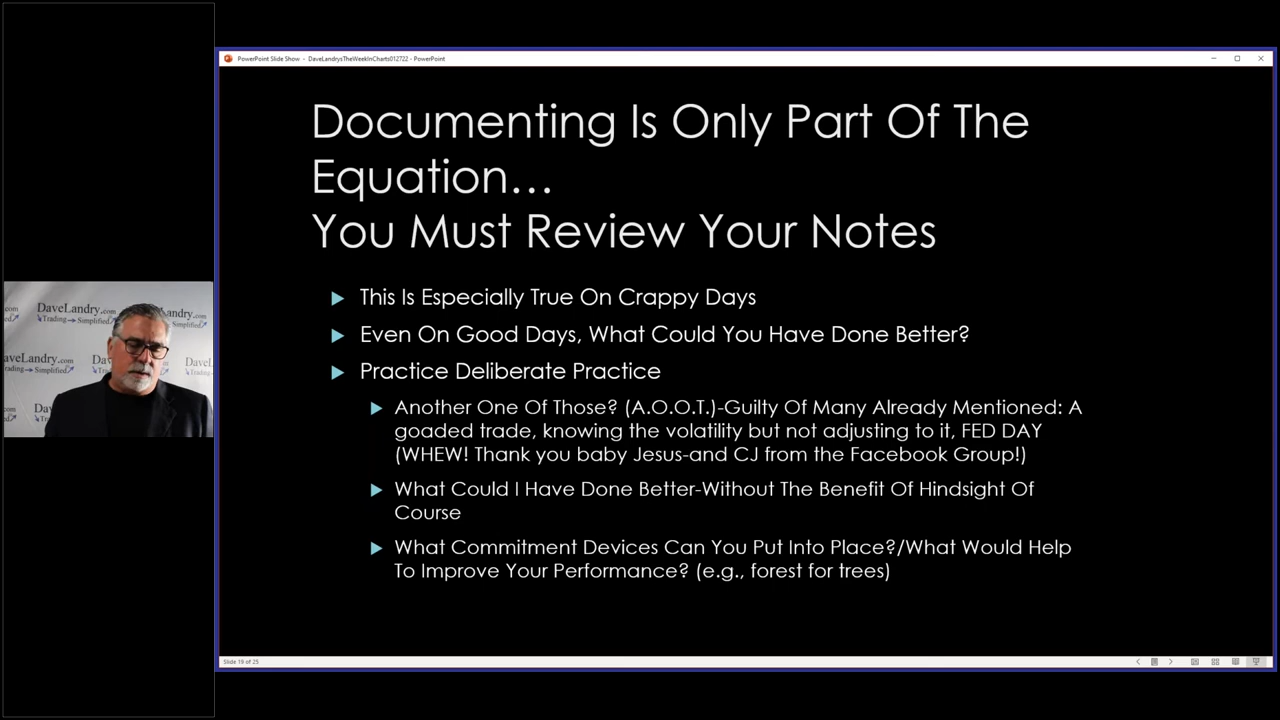 PowerPoint Slide Show - DaveLandrysTheWeekInCharts012722 - PowerPoint
Documenting Is Only Part Of The
Equation…
You Must Review Your Notes
This Is Especially True On Crappy Days
Even On Good Days, What Could You Have Done Better?
Practice Deliberate Practice
Another One Of Those? (A.O.O.T.)-Guilty Of Many Already Mentioned: A
goaded trade, knowing the volatility but not adjusting to it, FED DAY
(WHEW! Thank you baby Jesus-and CJ from the Facebook Group!)
What Could I Have Done Better-Without The Benefit Of Hindsight Of
Course
What Commitment Devices Can You Put Into Place?/What Would Help
To Improve Your Performance? (e.g., forest for trees)
DaveLandry.com
Trading Simplified
Slide 19 of 25